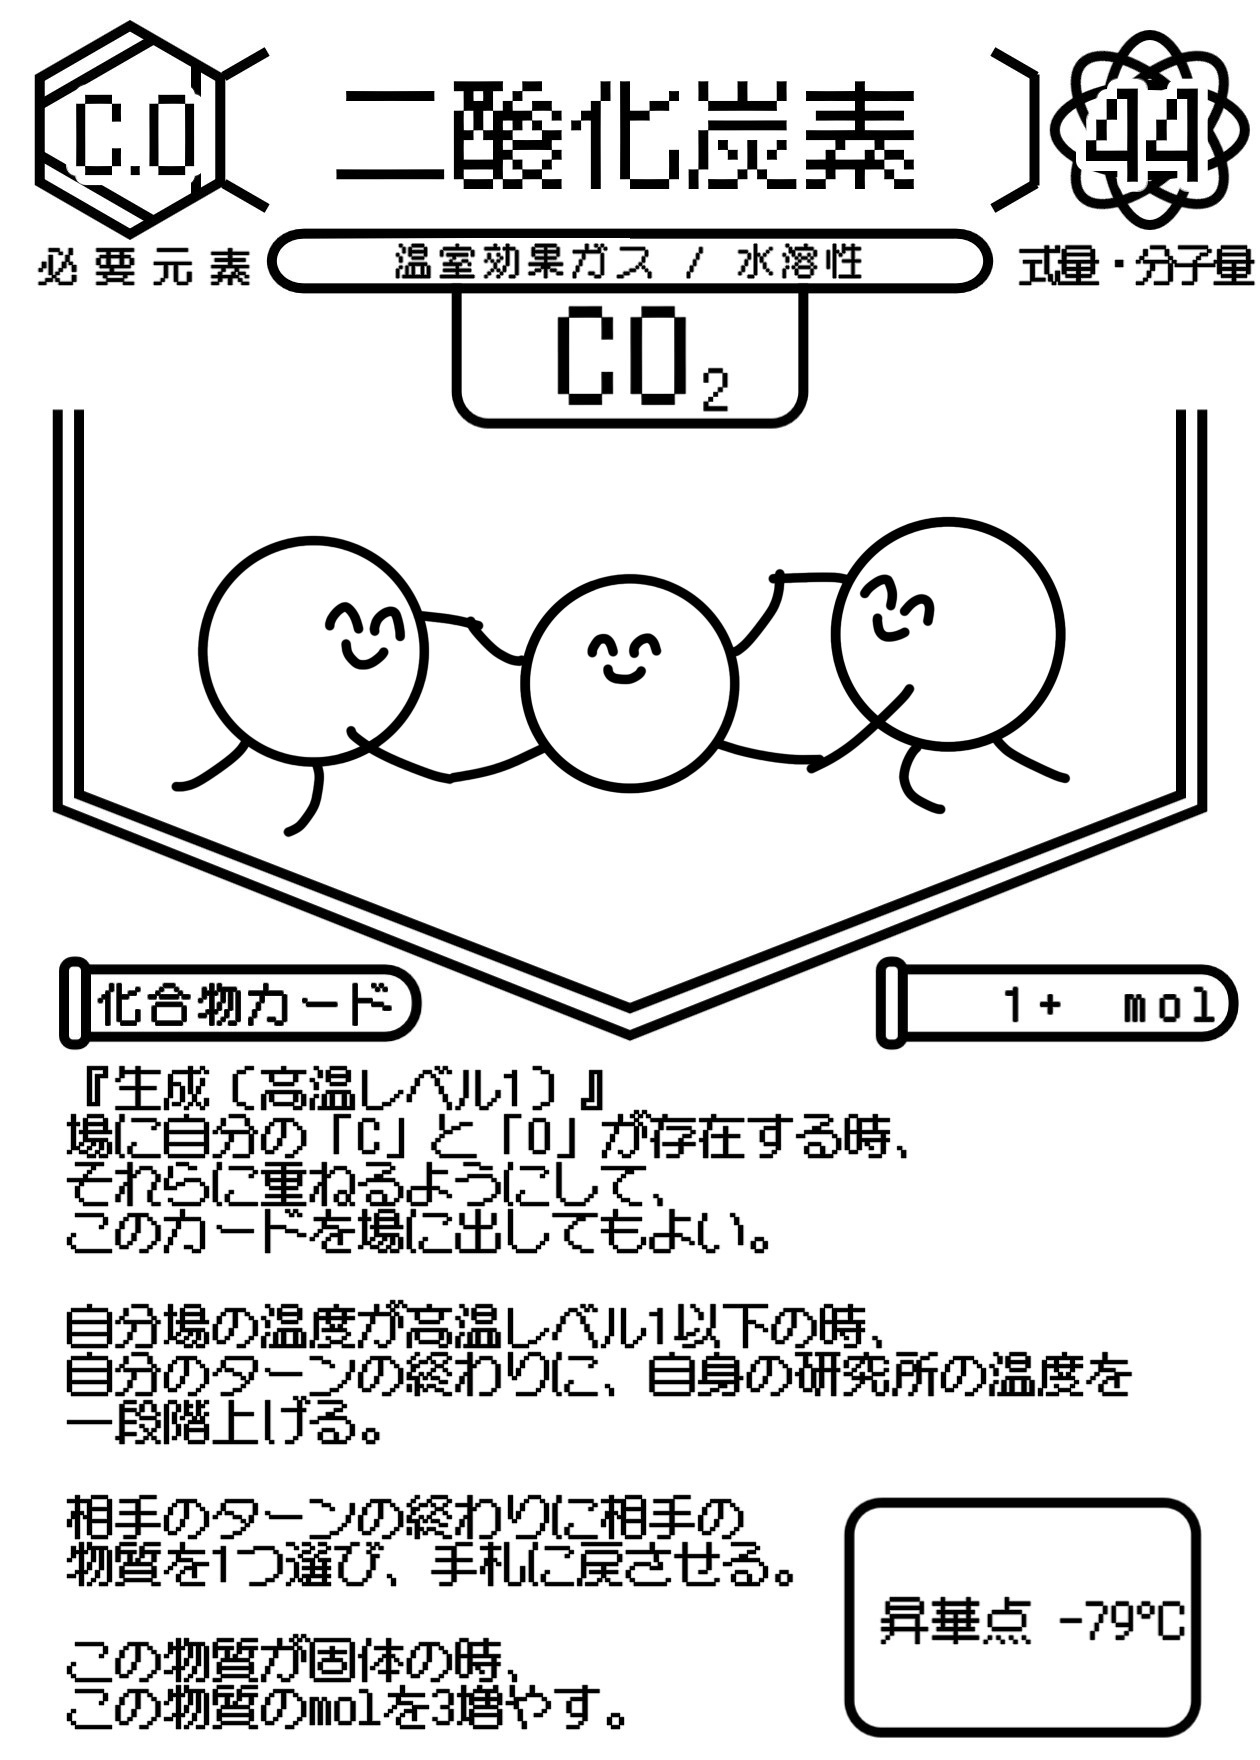 C.O
二酸化炭素
44
必要元素
温室効果ガス / 水溶性
式量・分子量
CO₂
化合物カード
1+ mol
『生成〔高温レベル1〕』
場に自分の「C」と「O」が存在する時、
それらに重ねるようにして、
このカードを場に出してもよい。
自分場の温度が高温レベル1以下の時、
自分のターンの終わりに、自身の研究所の温度を
一段階上げる。
相手のターンの終わりに相手の
物質を1つ選び、手札に戻させる。
この物質が固体の時、
この物質のmolを3増やす。
昇華点 -79℃